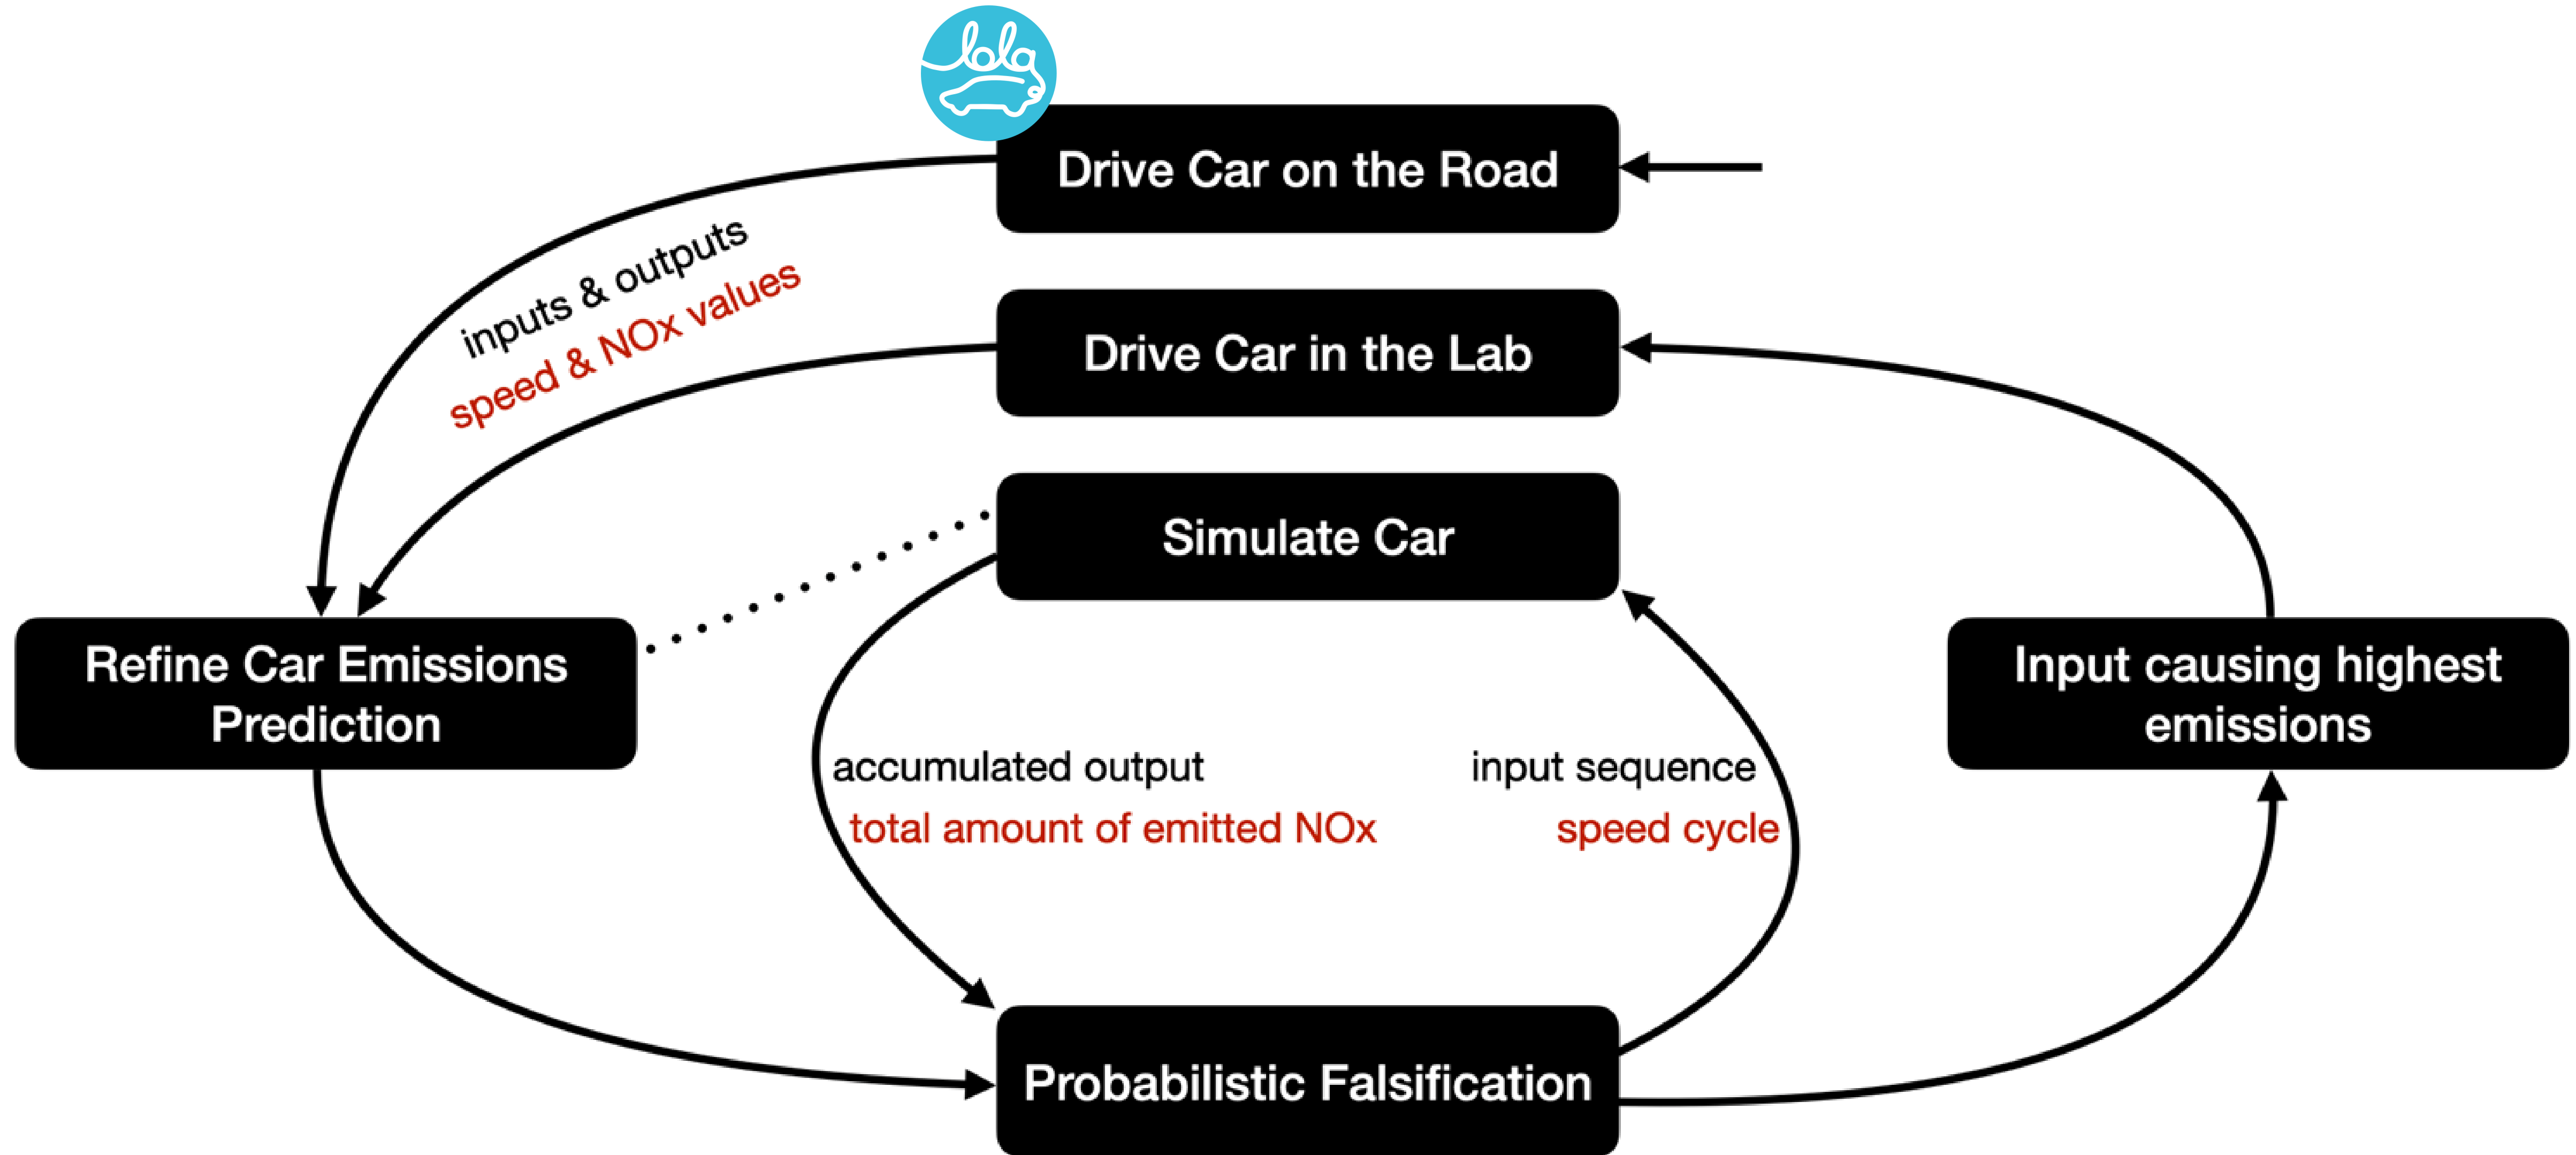 lola
Drive Car on the Road
inputs & outputs
speed & NOx values
Drive Car in the Lab
Simulate Car
Refine Car Emissions
Prediction
Input causing highest
emissions
accumulated output
total amount of emitted NOx
input sequence
speed cycle
Probabilistic Falsification